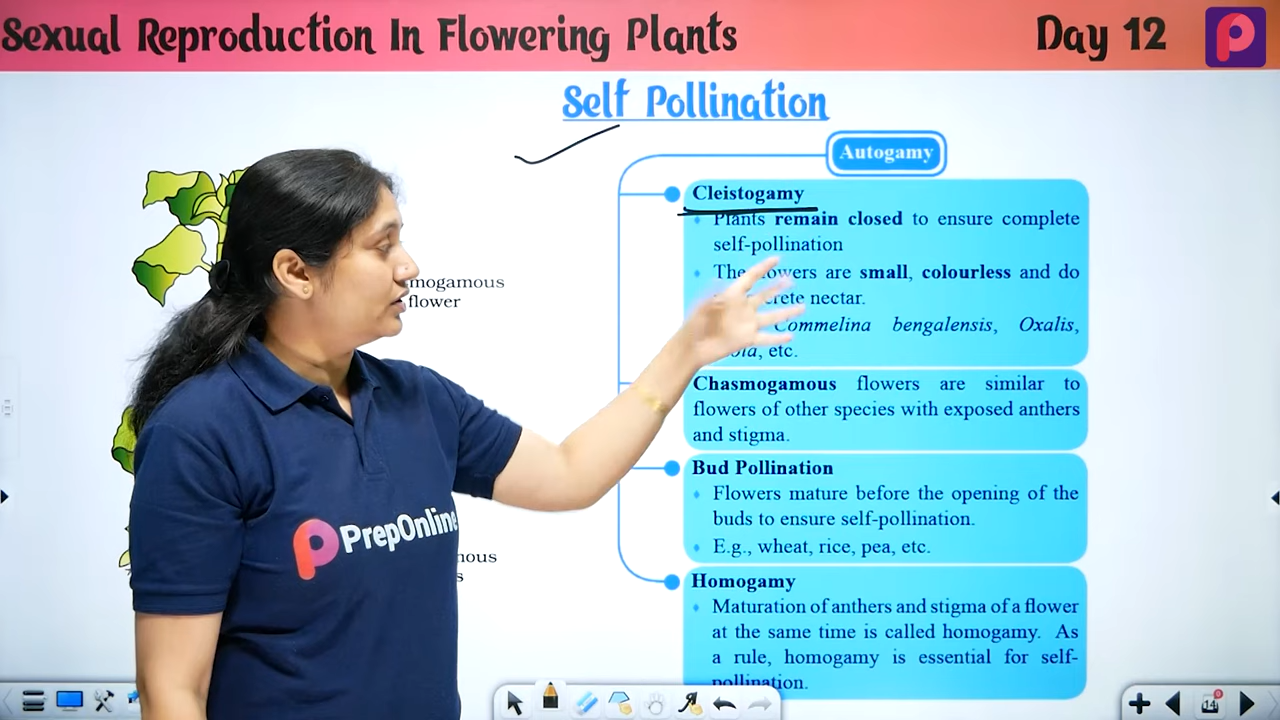 Sexual Reproduction In Flowering Plants
Day 12
Self Pollination
Autogamy
Cleistogamy
Plants remain closed to ensure complete
self-pollination
The flowers are small, colourless and do
nectar.
Commelina bengalensis, Oxalis,
etc.
Chasmogamous flowers are similar to
flowers of other species with exposed anthers
and stigma.
Bud Pollination
Flowers mature before the opening of the
buds to ensure self-pollination.
E.g., wheat, rice, pea, etc.
Homogamy
Maturation of anthers and stigma of a flower
at the same time is called homogamy. As
a rule, homogamy is essential for self-
pollination.
flower
PrepOnline
14